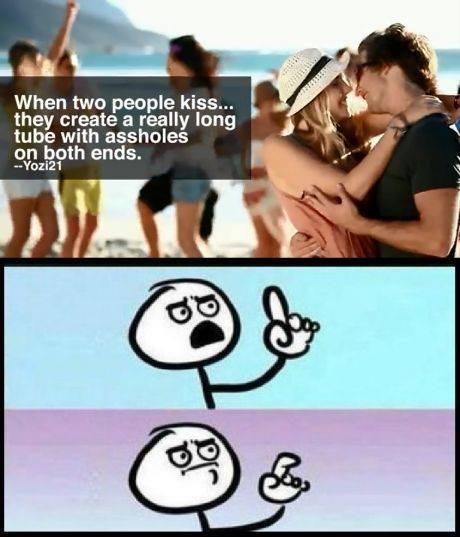 When two people kiss...
they create a really long
tube with assholes
on both ends.
--Yozi21